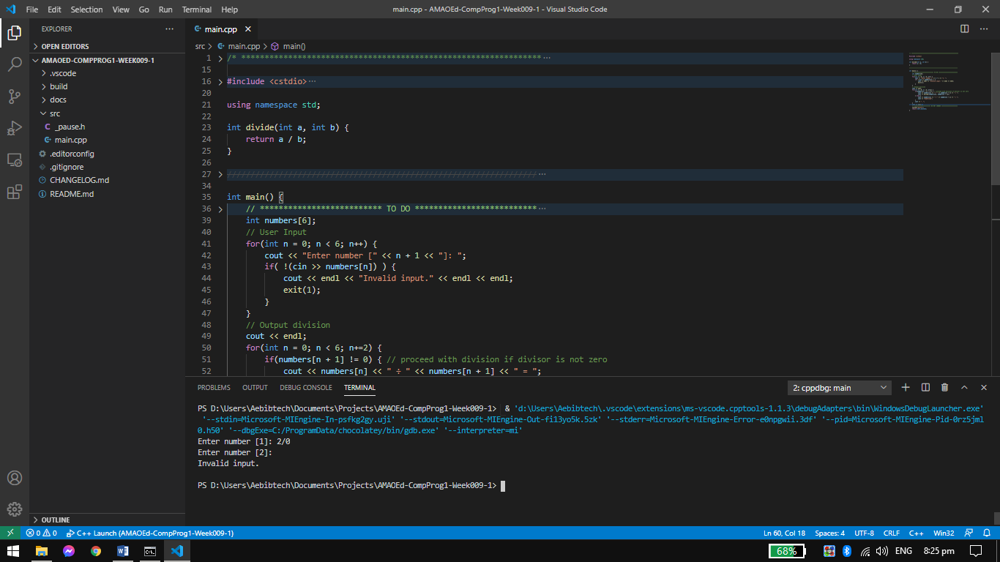 File Edit Selection View Go Run Terminal Help
main.cpp - AMAOEd-CompProg1-Week009-1 - Visual Studio Code
EXPLORER
OPEN EDITORS
AMAOED-COMPPROG1-WEEK009-1
.vscode
build
docs
src
_pause.h
main.cpp
.editorconfig
.gitignore
CHANGELOG.md
README.md
OUTLINE
main.cpp
src > main.cpp > main()
1 /* ****************************************************************
15
16 #include <cstdio>
20
21 using namespace std;
22
23 int divide(int a, int b) {
24 return a / b;
25 }
26
27 //////////////////////////////////////////////////////////////////
34
35 int main() {
36 // ************************** TO DO **************************
39 int numbers[6];
40 // User Input
41 for(int n = 0; n < 6; n++) {
42 cout << "Enter number [" << n + 1 << "]: ";
43 if( !(cin >> numbers[n]) ) {
44 cout << endl << "Invalid input." << endl << endl;
45 exit(1);
46 }
47 }
48 // Output division
49 cout << endl;
50 for(int n = 0; n < 6; n+=2) {
51 if(numbers[n + 1] != 0) { // proceed with division if divisor is not zero
52 cout << numbers[n] << " ÷ " << numbers[n + 1] << " = ";
PROBLEMS OUTPUT DEBUG CONSOLE TERMINAL
2: cppdbg: main
PS D:\Users\Aebibtech\Documents\Projects\AMAOEd-CompProg1-Week009-1> & 'd:\Users\Aebibtech\.vscode\extensions\ms-vscode.cpptools-1.1.3\debugAdapters\bin\WindowsDebugLauncher.exe'
'--stdin=Microsoft-MIEngine-In-psfkg2gy.uji' '--stdout=Microsoft-MIEngine-Out-fi13yo5k.5zk' '--stderr=Microsoft-MIEngine-Error-e0npgwii.3df' '--pid=Microsoft-MIEngine-Pid-0rz5jml
0.h50' '--dbgExe=C:/ProgramData/chocolatey/bin/gdb.exe' '--interpreter=mi'
Enter number [1]: 2/0
Enter number [2]:
Invalid input.
PS D:\Users\Aebibtech\Documents\Projects\AMAOEd-CompProg1-Week009-1>
0 0 C++ Launch (AMAOEd-CompProg1-Week009-1)
Ln 60, Col 18 Spaces: 4 UTF-8 CRLF C++ Win32
68% ENG 8:25 pm